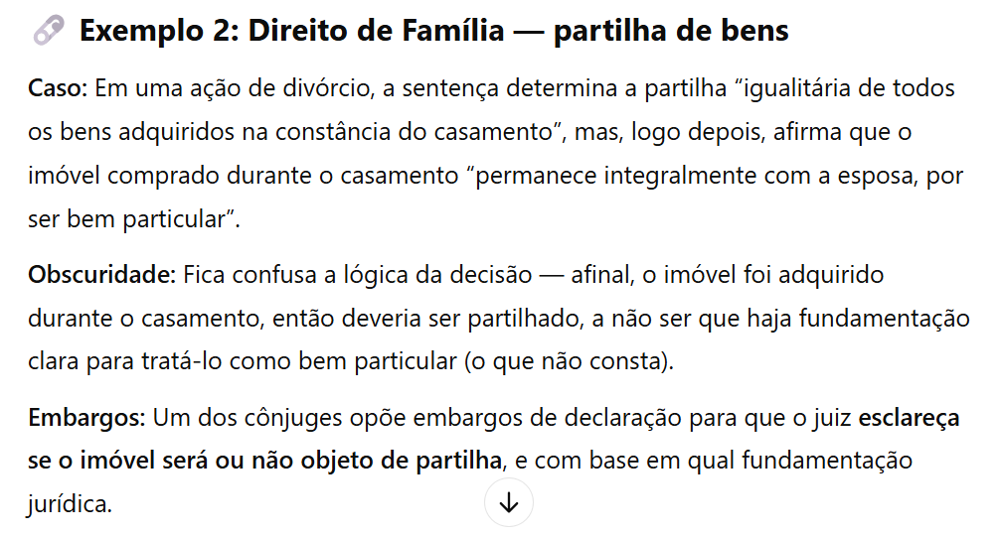 Exemplo 2: Direito de Família — partilha de bens
Caso: Em uma ação de divórcio, a sentença determina a partilha “igualitária de todos
os bens adquiridos na constância do casamento”, mas, logo depois, afirma que o
imóvel comprado durante o casamento “permanece integralmente com a esposa, por
ser bem particular”.
Obscuridade: Fica confusa a lógica da decisão — afinal, o imóvel foi adquirido
durante o casamento, então deveria ser partilhado, a não ser que haja fundamentação
clara para tratá-lo como bem particular (o que não consta).
Embargos: Um dos cônjuges opõe embargos de declaração para que o juiz esclareça
se o imóvel será ou não objeto de partilha, e com base em qual fundamentação
jurídica.